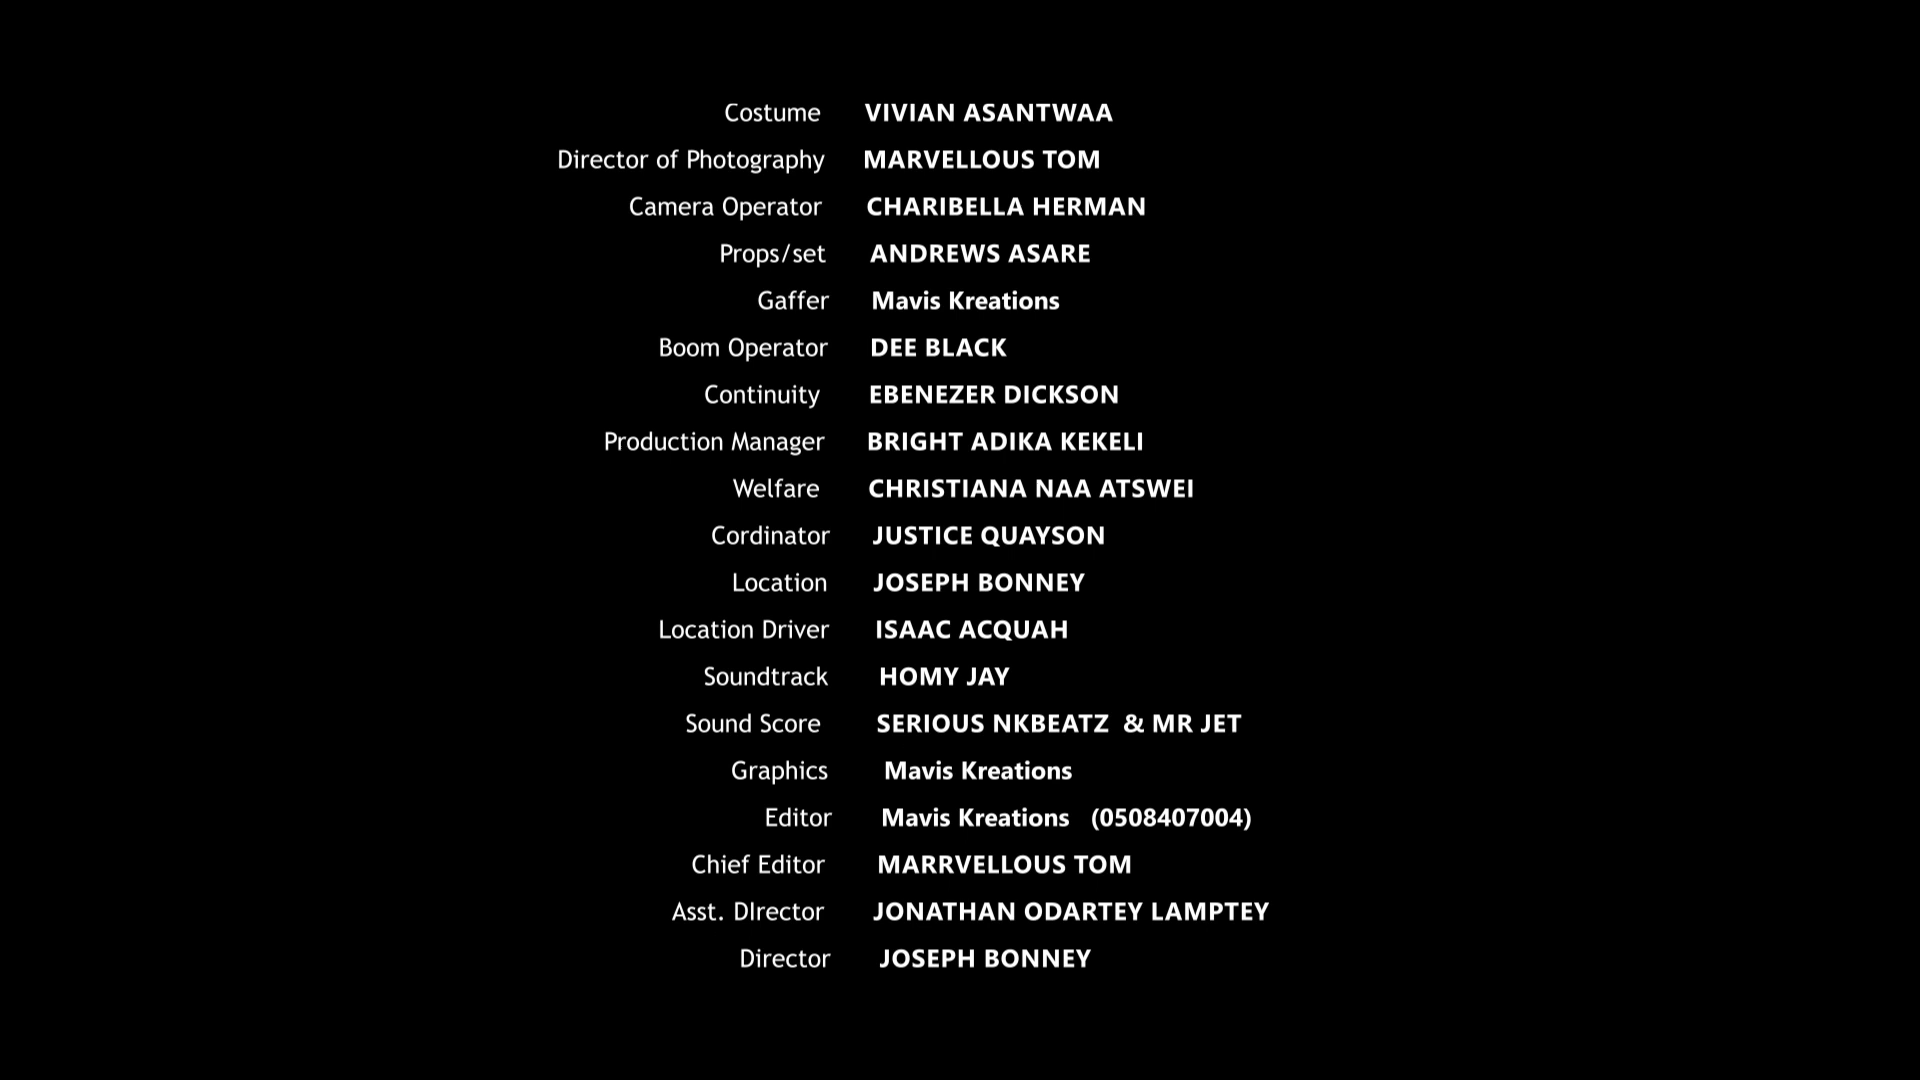 Costume VIVIAN ASANTWAA
Director of Photography MARVELLOUS TOM
Camera Operator CHARIBELLA HERMAN
Props/set ANDREWS ASARE
Gaffer Mavis Kreations
Boom Operator DEE BLACK
Continuity EBENEZER DICKSON
Production Manager BRIGHT ADIKA KEKELI
Welfare CHRISTIANA NAA ATSWEI
Cordinator JUSTICE QUAYSON
Location JOSEPH BONNEY
Location Driver ISAAC ACQUAH
Soundtrack HOMY JAY
Sound Score SERIOUS NKBEATZ & MR JET
Graphics Mavis Kreations
Editor Mavis Kreations (0508407004)
Chief Editor MARRVELLOUS TOM
Asst. DIrector JONATHAN ODARTEY LAMPTEY
Director JOSEPH BONNEY